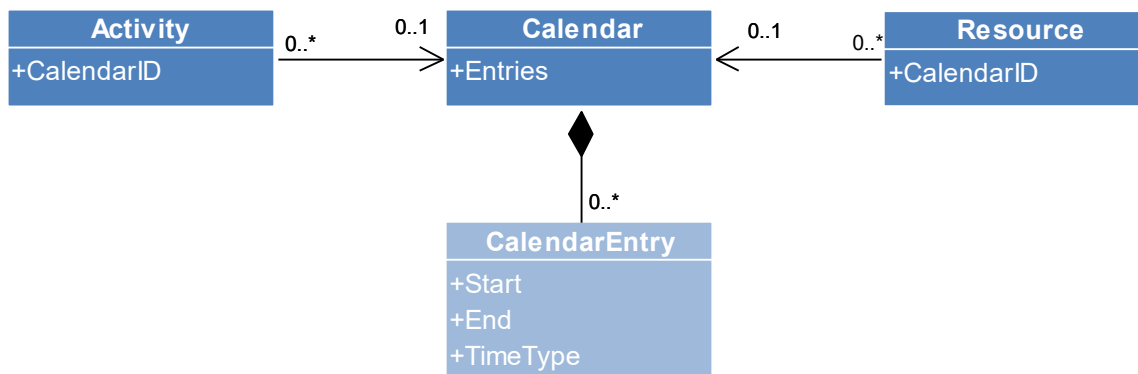 Activity
+CalendarID
0..*
0..1
Calendar
+Entries
0..1
0..*
Resource
+CalendarID
0..*
CalendarEntry
+Start
+End
+TimeType